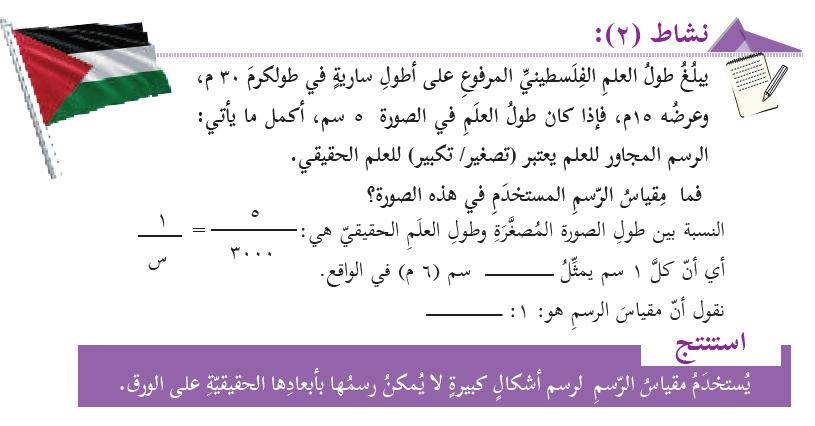 نشاط (٢):
يبلُغُ طولُ العلمِ الفِلَسطينيِّ المرفوعِ على أطولِ ساريةٍ في طولكرمَ ٣٠ م،
وعرضُه ١٥م، فإذا كان طولُ العلَمِ في الصورة ٥ سم، أكمل ما يأتي:
الرسم المجاور للعلم يعتبر (تصغير/ تكبير) للعلم الحقيقي.
فما مِقياسُ الرّسمِ المستخدَمِ في هذه الصورة؟
النسبة بين طولِ الصورة المُصغَّرَةِ وطولِ العلَمِ الحقيقيّ هي: ٥ / ٣٠٠٠ = ١ / س
أي أنّ كلَّ ١ سم يمثِّلُ ______ سم (٦ م) في الواقع.
نقول أنّ مقياسَ الرسمِ هو: ١ : ______
استنتج
يُستخدَمُ مقياسُ الرّسمِ لرسم أشكالٍ كبيرةٍ لا يُمكنُ رسمُها بأبعادِها الحقيقيّةِ على الورق.